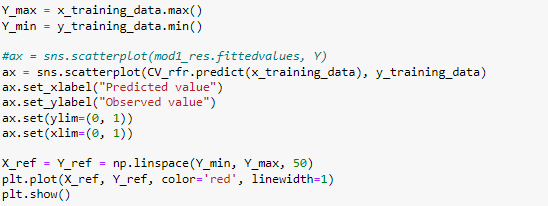 Y_max = x_training_data.max()
Y_min = y_training_data.min()

#ax = sns.scatterplot(mod1_res.fittedvalues, Y)
ax = sns.scatterplot(CV_rfr.predict(x_training_data), y_training_data)
ax.set_xlabel("Predicted value")
ax.set_ylabel("Observed value")
ax.set(ylim=(0, 1))
ax.set(xlim=(0, 1))

X_ref = Y_ref = np.linspace(Y_min, Y_max, 50)
plt.plot(X_ref, Y_ref, color='red', linewidth=1)
plt.show()